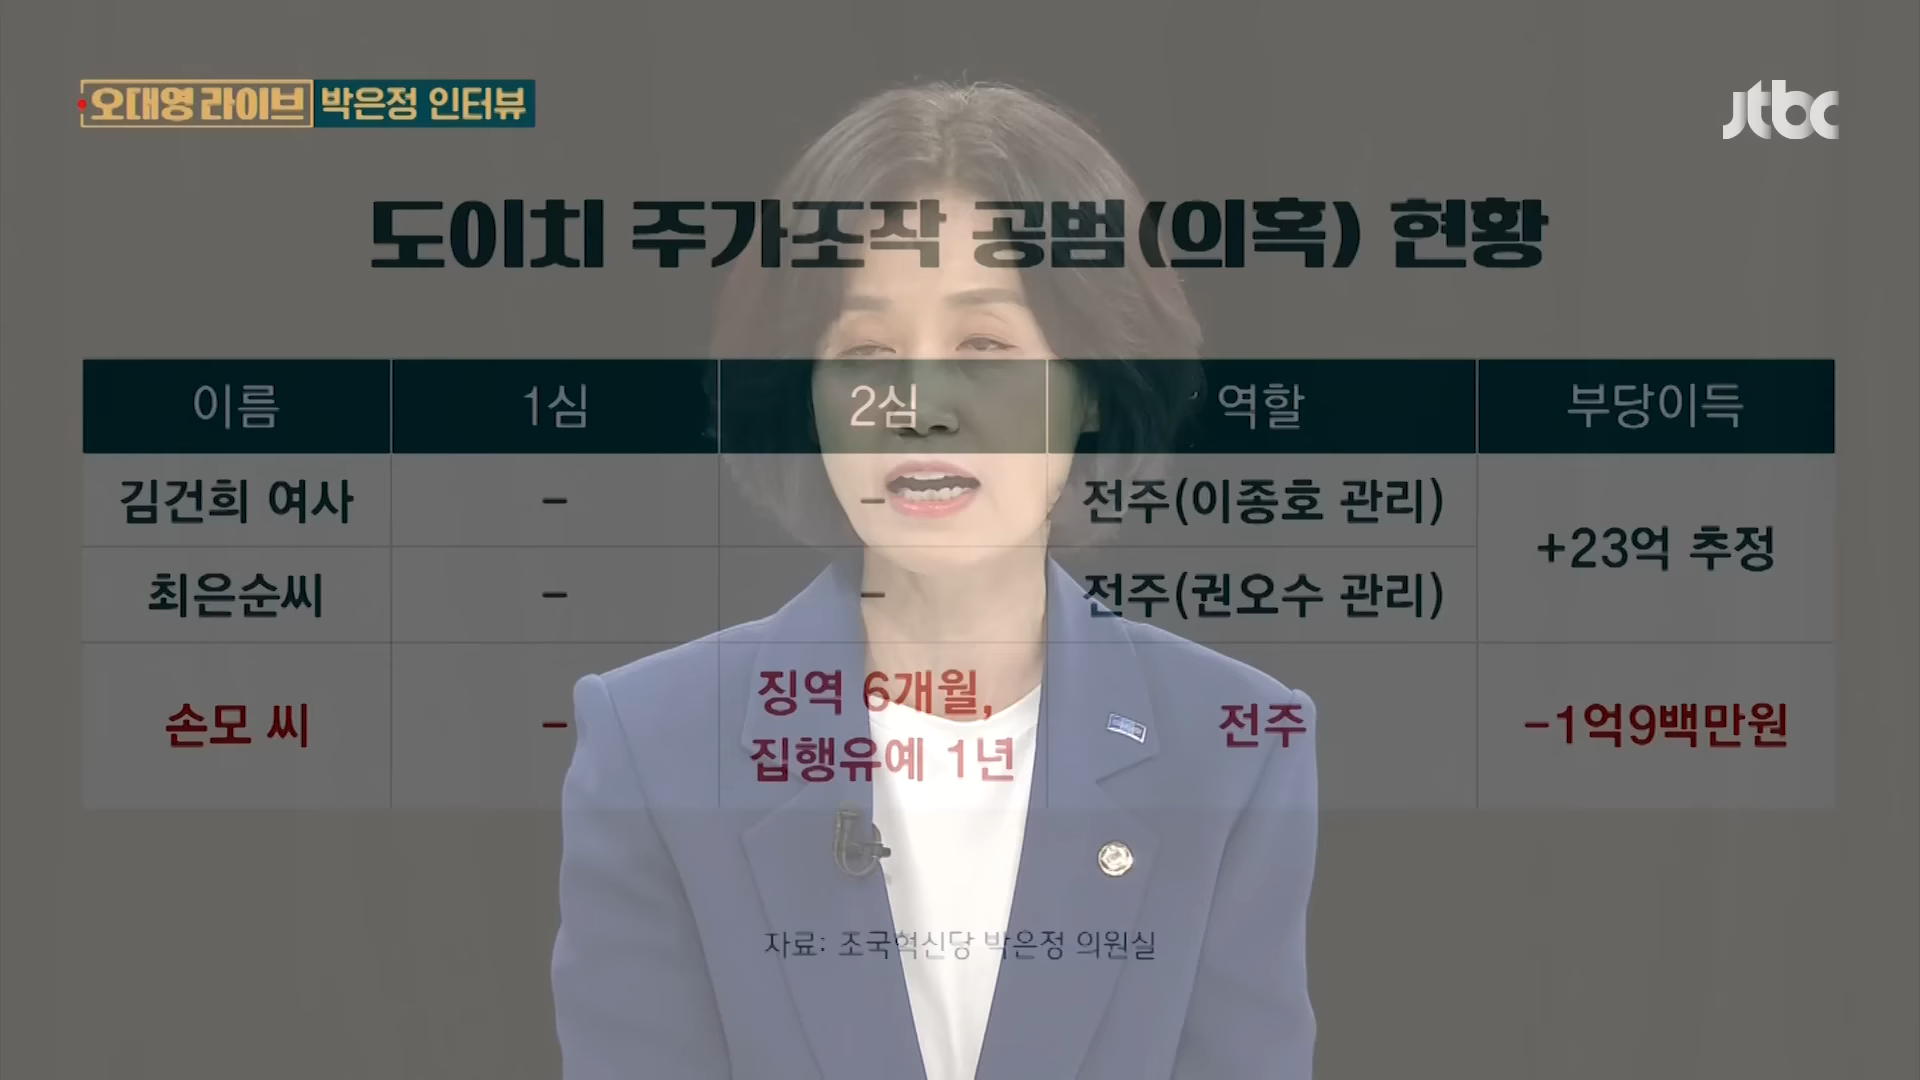 오대영 라이브 박은정 인터뷰
jtbc
도이치 주가조작 공범(의혹) 현황
이름 1심 2심 역할 부당이득
김건희 여사 - - 전주(이종호 관리)
+23억 추정
최은순씨 - - 전주(권오수 관리)
손모 씨 - 징역 6개월, 전주 -1억9백만원
집행유예 1년
자료: 조국혁신당 박은정 의원실